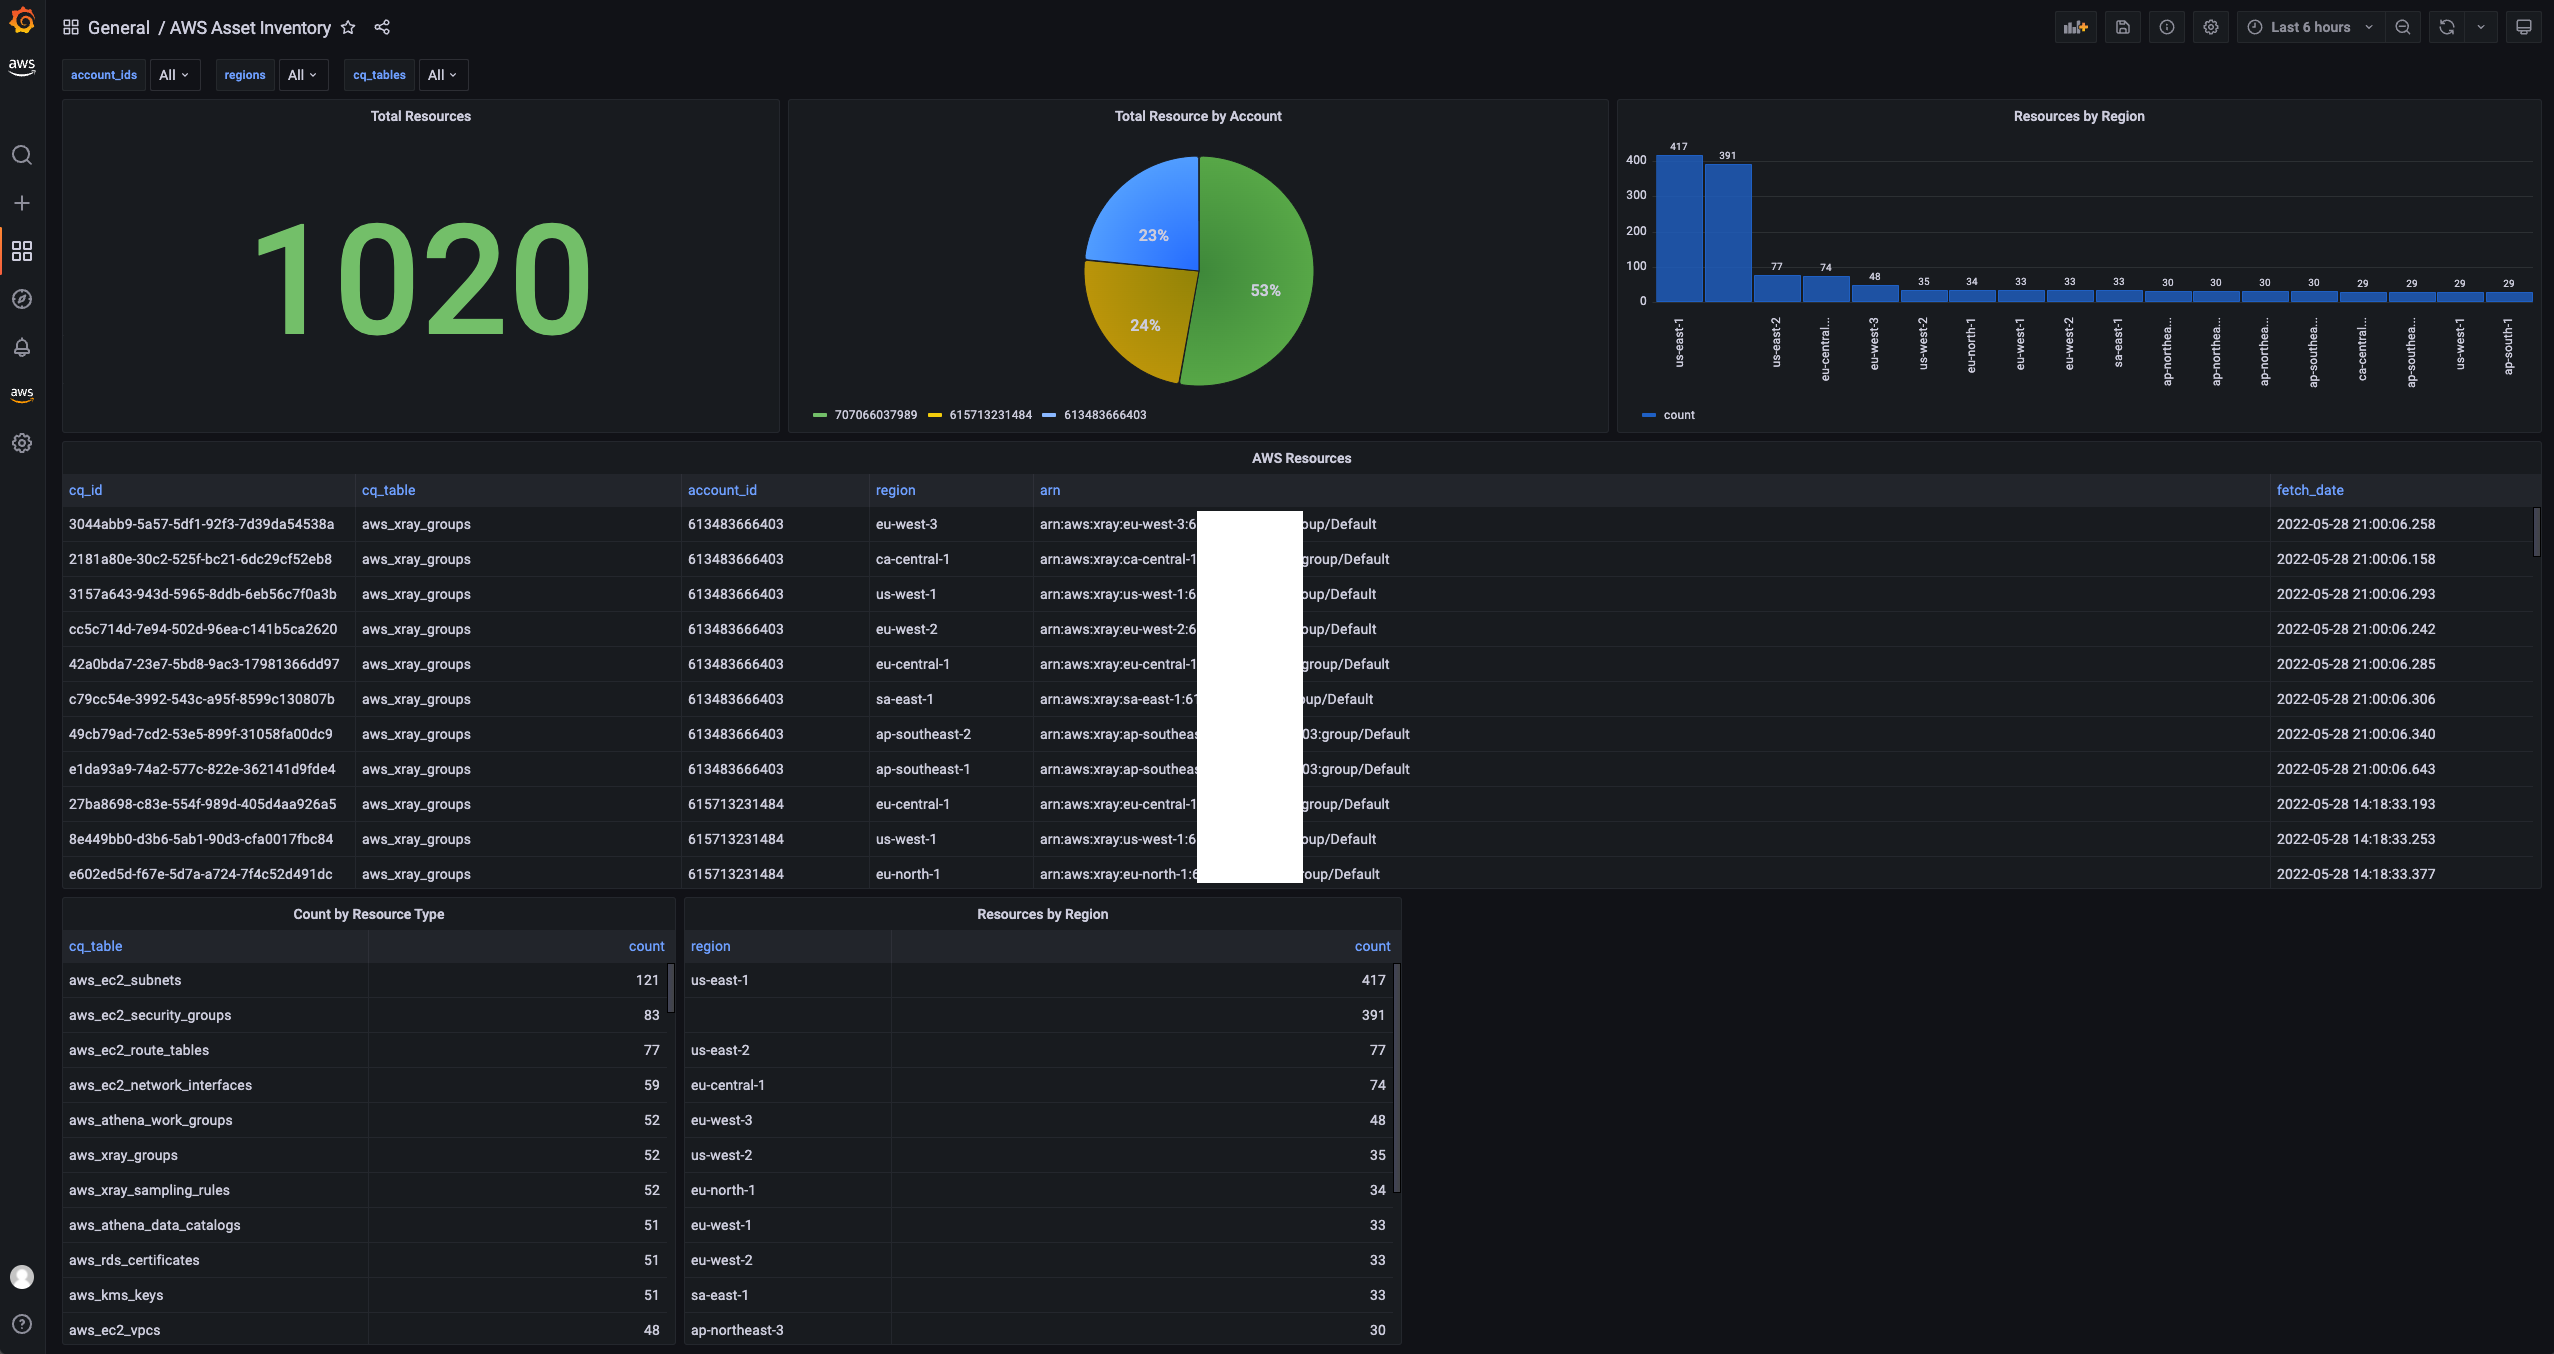 General / AWS Asset Inventory
Last 6 hours
aws
account_ids All regions All cq_tables All
Total Resources
1020
Total Resource by Account
23%
53%
24%
707066037989 615713231484 613483666403
Resources by Region
400
300
200
100
0
417 391 77 74 48 35 34 33 33 33 30 30 30 30 29 29 29 29
us-east-1
us-east-2
eu-central...
eu-west-3
us-west-2
eu-north-1
eu-west-1
eu-west-2
sa-east-1
ap-northea...
ap-northea...
ap-northea...
ap-southea...
ca-central...
ap-southea...
us-west-1
ap-south-1
count
aws
AWS Resources
cq_id cq_table account_id region arn fetch_date
3044abb9-5a57-5df1-92f3-7d39da54538a aws_xray_groups 613483666403 eu-west-3 arn:aws:xray:eu-west-3:6 oup/Default 2022-05-28 21:00:06.258
2181a80e-30c2-525f-bc21-6dc29cf52eb8 aws_xray_groups 613483666403 ca-central-1 arn:aws:xray:ca-central-1 group/Default 2022-05-28 21:00:06.158
3157a643-943d-5965-8ddb-6eb56c7f0a3b aws_xray_groups 613483666403 us-west-1 arn:aws:xray:us-west-1:6 oup/Default 2022-05-28 21:00:06.293
cc5c714d-7e94-502d-96ea-c141b5ca2620 aws_xray_groups 613483666403 eu-west-2 arn:aws:xray:eu-west-2:6 oup/Default 2022-05-28 21:00:06.242
42a0bda7-23e7-5bd8-9ac3-17981366dd97 aws_xray_groups 613483666403 eu-central-1 arn:aws:xray:eu-central-1 group/Default 2022-05-28 21:00:06.285
c79cc54e-3992-543c-a95f-8599c130807b aws_xray_groups 613483666403 sa-east-1 arn:aws:xray:sa-east-1:61 oup/Default 2022-05-28 21:00:06.306
49cb79ad-7cd2-53e5-899f-31058fa00dc9 aws_xray_groups 613483666403 ap-southeast-2 arn:aws:xray:ap-southeas 03:group/Default 2022-05-28 21:00:06.340
e1da93a9-74a2-577c-822e-362141d9fde4 aws_xray_groups 613483666403 ap-southeast-1 arn:aws:xray:ap-southeas 03:group/Default 2022-05-28 21:00:06.643
27ba8698-c83e-554f-989d-405d4aa926a5 aws_xray_groups 615713231484 eu-central-1 arn:aws:xray:eu-central-1 group/Default 2022-05-28 14:18:33.193
8e449bb0-d3b6-5ab1-90d3-cfa0017fbc84 aws_xray_groups 615713231484 us-west-1 arn:aws:xray:us-west-1:6 oup/Default 2022-05-28 14:18:33.253
e602ed5d-f67e-5d7a-a724-7f4c52d491dc aws_xray_groups 615713231484 eu-north-1 arn:aws:xray:eu-north-1:6 oup/Default 2022-05-28 14:18:33.377
Count by Resource Type
cq_table count
aws_ec2_subnets 121
aws_ec2_security_groups 83
aws_ec2_route_tables 77
aws_ec2_network_interfaces 59
aws_athena_work_groups 52
aws_xray_groups 52
aws_xray_sampling_rules 52
aws_athena_data_catalogs 51
aws_rds_certificates 51
aws_kms_keys 51
aws_ec2_vpcs 48
Resources by Region
region count
us-east-1 417
391
us-east-2 77
eu-central-1 74
eu-west-3 48
us-west-2 35
eu-north-1 34
eu-west-1 33
eu-west-2 33
sa-east-1 33
ap-northeast-3 30